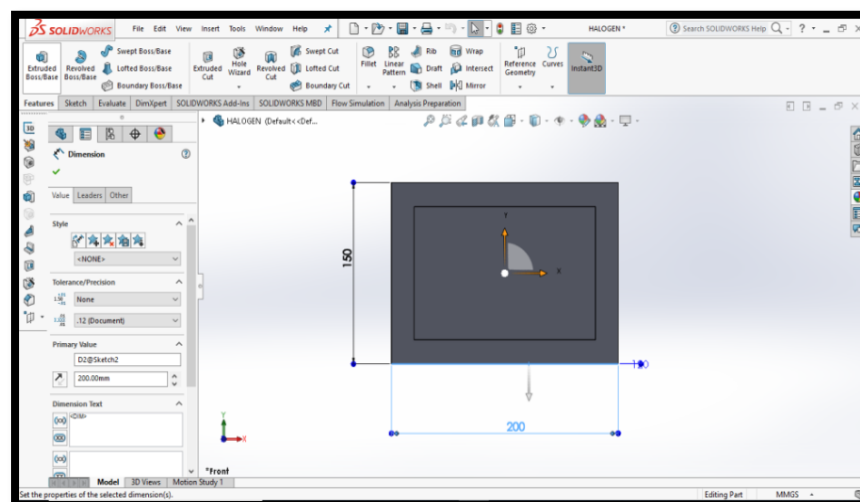 SOLIDWORKS File Edit View Insert Tools Window Help HALOGEN * Search SOLIDWORKS Help
Extruded Boss/Base
Revolved Boss/Base
Swept Boss/Base
Lofted Boss/Base
Boundary Boss/Base
Extruded Cut
Hole Wizard
Revolved Cut
Swept Cut
Lofted Cut
Boundary Cut
Fillet
Linear Pattern
Rib
Draft
Shell
Wrap
Intersect
Mirror
Reference Geometry
Curves
Instant3D
Features Sketch Evaluate DimXpert SOLIDWORKS Add-Ins SOLIDWORKS MBD Flow Simulation Analysis Preparation
HALOGEN (Default<<Def...
Dimension
Value Leaders Other
Style
<NONE>
Tolerance/Precision
None
.12 (Document)
Primary Value
D2@Sketch2
200.00mm
Dimension Text
<DIM>
150
Y
X
200
Y
X
*Front
Model 3D Views Motion Study 1
Set the properties of the selected dimension(s). Editing Part MMGS